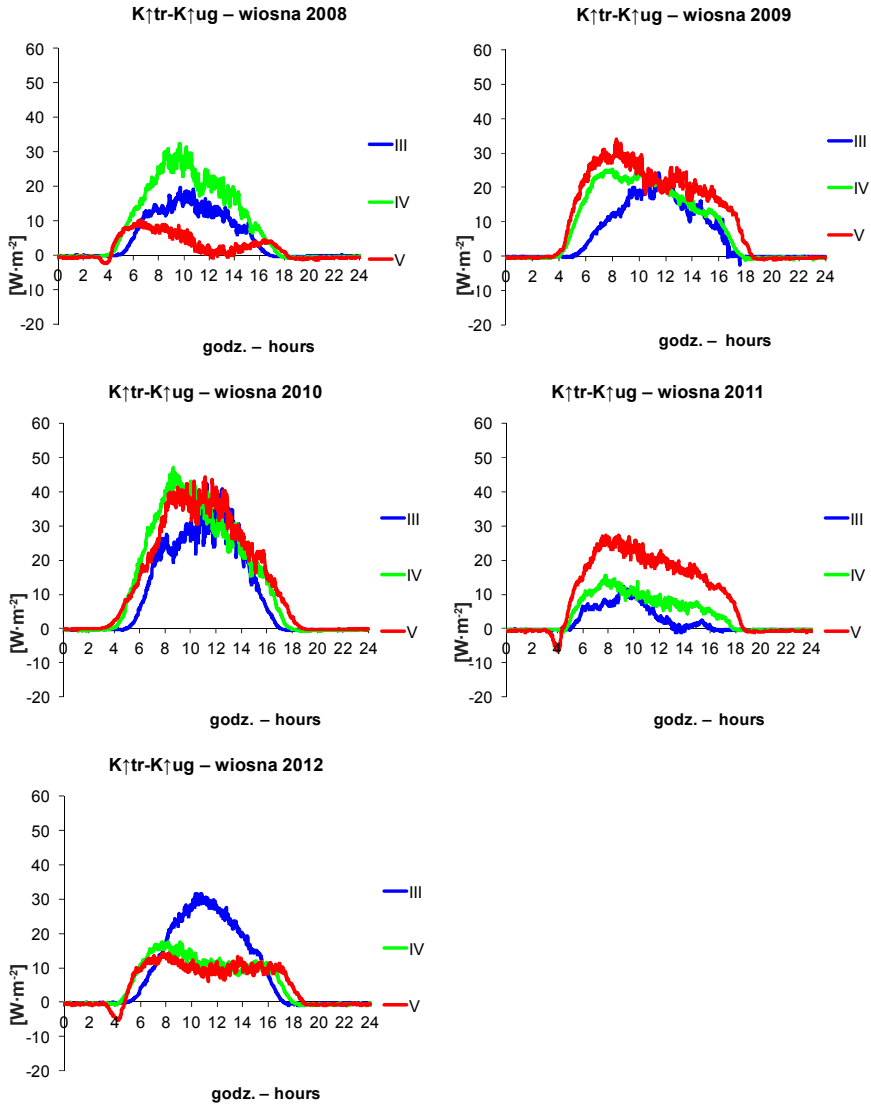 K↑tr-K↑ug – wiosna 2008
60
50
40
30
20
10
0
-10
-20
[W·m-2]
0 2 4 6 8 10 12 14 16 18 20 22 24
godz. – hours
III
IV
V
K↑tr-K↑ug – wiosna 2009
60
50
40
30
20
10
0
-10
-20
[W·m-2]
0 2 4 6 8 10 12 14 16 18 20 22 24
godz. – hours
III
IV
V
K↑tr-K↑ug – wiosna 2010
60
50
40
30
20
10
0
-10
-20
[W·m-2]
0 2 4 6 8 10 12 14 16 18 20 22 24
godz. – hours
III
IV
V
K↑tr-K↑ug – wiosna 2011
60
50
40
30
20
10
0
-10
-20
[W·m-2]
0 2 4 6 8 10 12 14 16 18 20 22 24
godz. – hours
III
IV
V
K↑tr-K↑ug – wiosna 2012
60
50
40
30
20
10
0
-10
-20
[W·m-2]
0 2 4 6 8 10 12 14 16 18 20 22 24
godz. – hours
III
IV
V